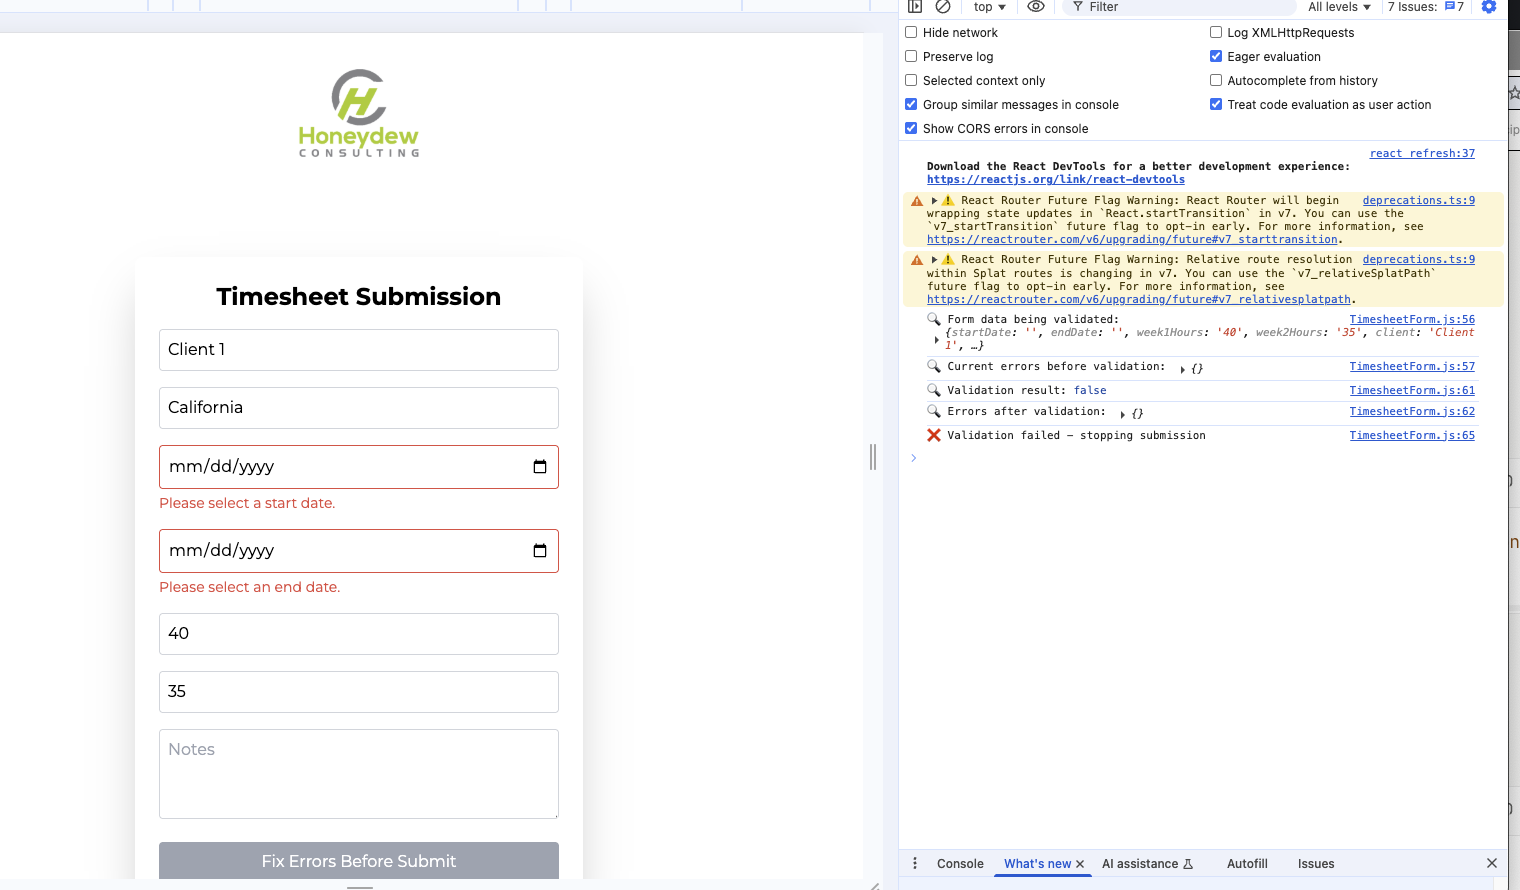 Honeydew
CONSULTING
Timesheet Submission
Client 1
California
mm/dd/yyyy
Please select a start date.
mm/dd/yyyy
Please select an end date.
40
35
Notes
Fix Errors Before Submit
top
Filter
All levels
7 Issues:
7
Hide network
Log XMLHttpRequests
Preserve log
Eager evaluation
Selected context only
Autocomplete from history
Group similar messages in console
Treat code evaluation as user action
Show CORS errors in console
react refresh:37
Download the React DevTools for a better development experience:
https://reactjs.org/link/react-devtools
React Router Future Flag Warning: React Router will begin deprecations.ts:9
wrapping state updates in `React.startTransition` in v7. You can use the
`v7_startTransition` future flag to opt-in early. For more information, see
https://reactrouter.com/v6/upgrading/future#v7_starttransition.
React Router Future Flag Warning: Relative route resolution deprecations.ts:9
within Splat routes is changing in v7. You can use the `v7_relativeSplatPath`
future flag to opt-in early. For more information, see
https://reactrouter.com/v6/upgrading/future#v7_relativesplatpath.
Form data being validated: TimesheetForm.js:56
{startDate: '', endDate: '', week1Hours: '40', week2Hours: '35', client: 'Client
1', …}
Current errors before validation: {} TimesheetForm.js:57
Validation result: false TimesheetForm.js:61
Errors after validation: {} TimesheetForm.js:62
Validation failed – stopping submission TimesheetForm.js:65
Console
What's new
AI assistance
Autofill
Issues